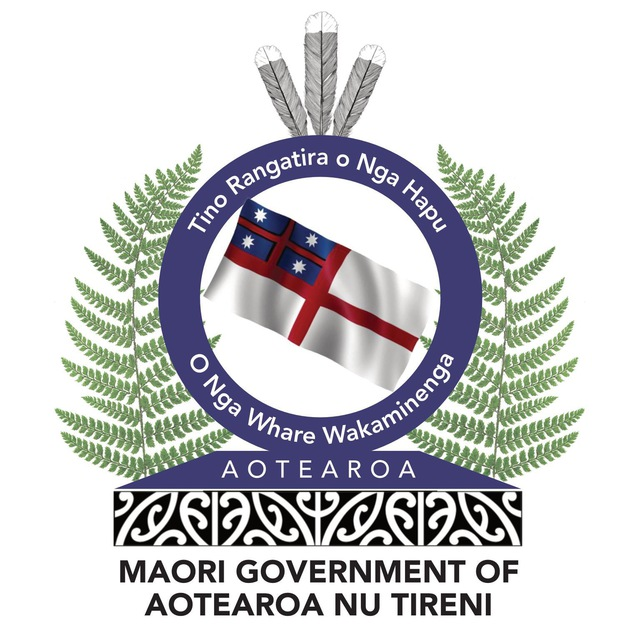 Tino Rangatira o Nga Hapu
O Nga Whare Wakaminenga
AOTEAROA
MAORI GOVERNMENT OF
AOTEAROA NU TIRENI